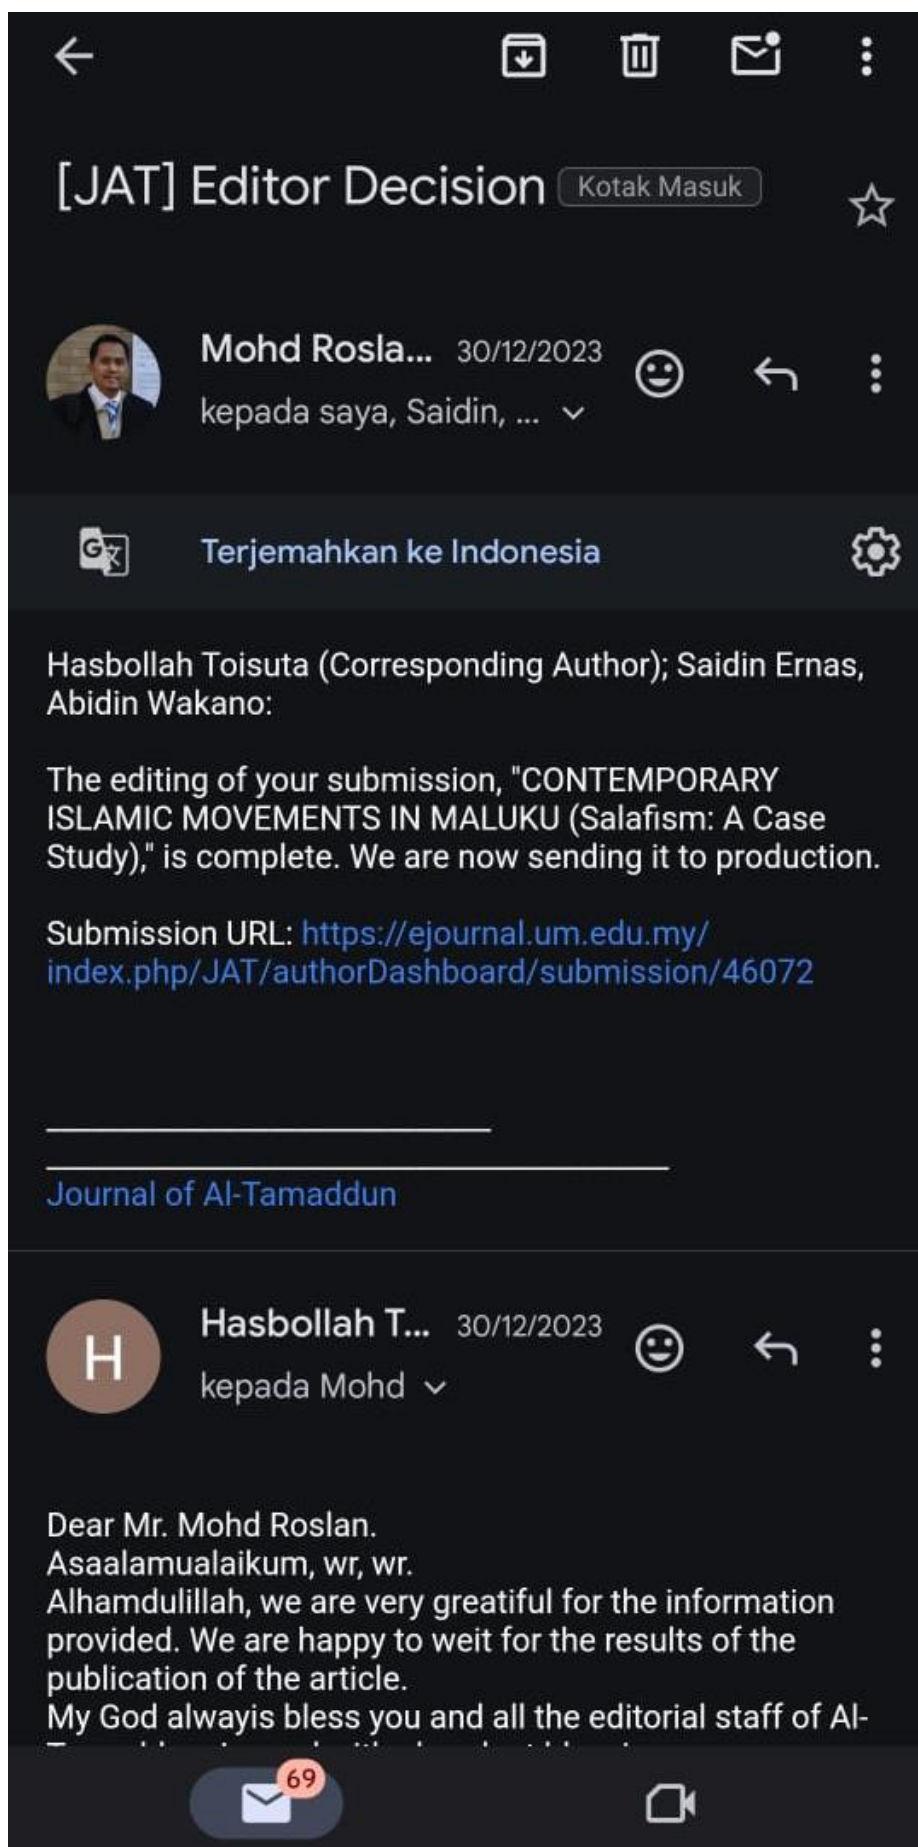 [JAT] Editor Decision Kotak Masuk
Mohd Rosla... 30/12/2023
kepada saya, Saidin, ...
Terjemahkan ke Indonesia
Hasbollah Toisuta (Corresponding Author); Saidin Ernas,
Abidin Wakano:
The editing of your submission, "CONTEMPORARY
ISLAMIC MOVEMENTS IN MALUKU (Salafism: A Case
Study)," is complete. We are now sending it to production.
Submission URL: https://ejournal.um.edu.my/
index.php/JAT/authorDashboard/submission/46072
Journal of Al-Tamaddun
H
Hasbollah T... 30/12/2023
kepada Mohd
Dear Mr. Mohd Roslan.
Asaalamualaikum, wr, wr.
Alhamdulillah, we are very greatiful for the information
provided. We are happy to weit for the results of the
publication of the article.
My God alwayis bless you and all the editorial staff of Al-
69